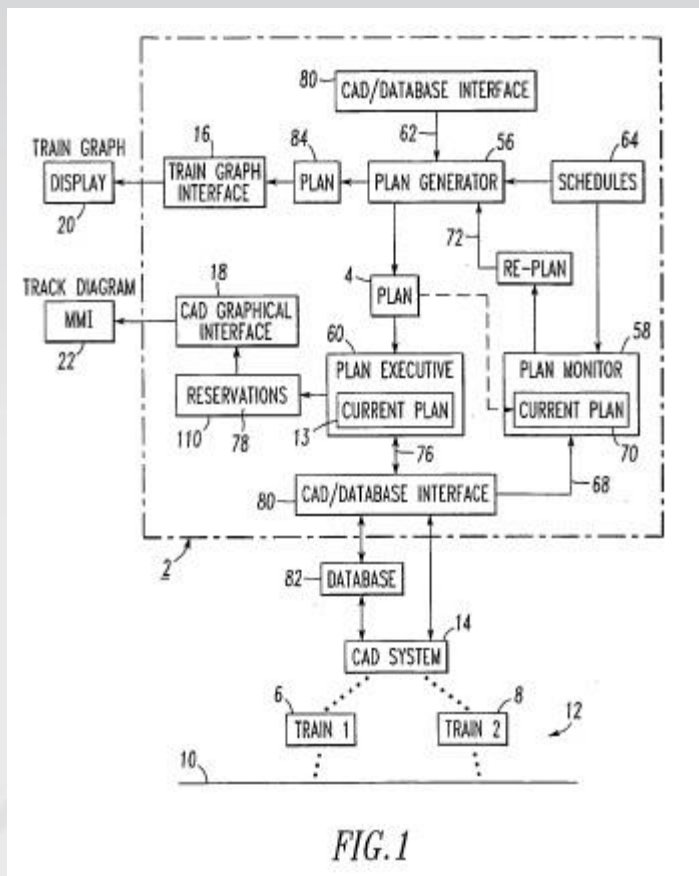 80
CAD/DATABASE INTERFACE
62
56
64
16
84
TRAIN GRAPH
DISPLAY
20
TRAIN GRAPH
INTERFACE
PLAN
PLAN GENERATOR
SCHEDULES
72
RE-PLAN
4
PLAN
18
TRACK DIAGRAM
MMI
22
CAD GRAPHICAL
INTERFACE
60
58
PLAN EXECUTIVE
CURRENT PLAN
13
PLAN MONITOR
CURRENT PLAN
70
RESERVATIONS
110
78
76
68
CAD/DATABASE INTERFACE
80
2
82
DATABASE
14
CAD SYSTEM
6
TRAIN 1
8
TRAIN 2
12
10
FIG.1